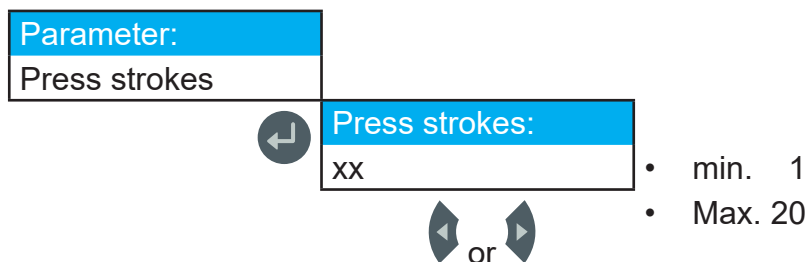 Parameter:
Press strokes
Press strokes:
xx
• min. 1
• Max. 20
or